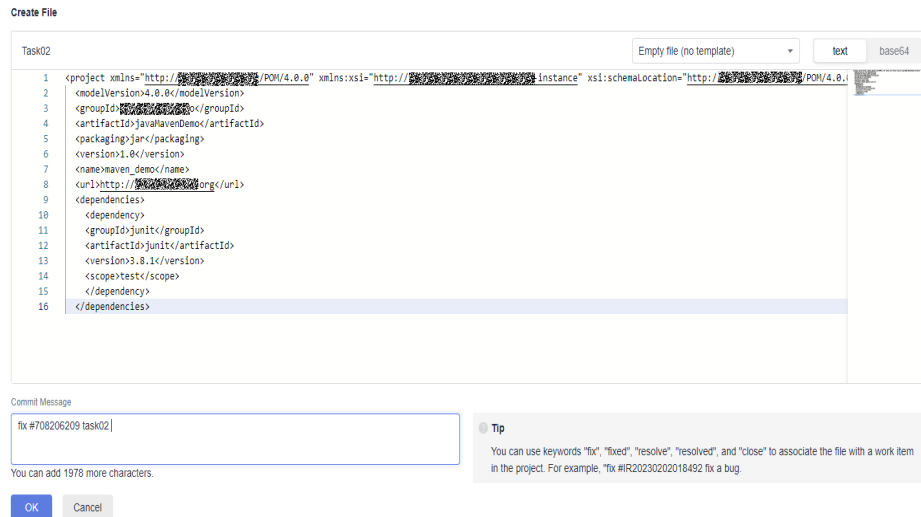 Create File
Task02
Empty file (no template)
text
base64
1 <project xmlns="http:// /POM/4.0.0" xmlns:xsi="http:// -instance" xsi:schemaLocation="http:/ /POM/4.0.
2 <modelVersion>4.0.0</modelVersion>
3 <groupId> o</groupId>
4 <artifactId>javaMavenDemo</artifactId>
5 <packaging>jar</packaging>
6 <version>1.0</version>
7 <name>maven_demo</name>
8 <url>http:// org</url>
9 <dependencies>
10 <dependency>
11 <groupId>junit</groupId>
12 <artifactId>junit</artifactId>
13 <version>3.8.1</version>
14 <scope>test</scope>
15 </dependency>
16 </dependencies>
Commit Message
fix #708206209 task02
You can add 1978 more characters.
Tip
You can use keywords "fix", "fixed", "resolve", "resolved", and "close" to associate the file with a work item
in the project. For example, "fix #IR20230202018492 fix a bug.
OK
Cancel